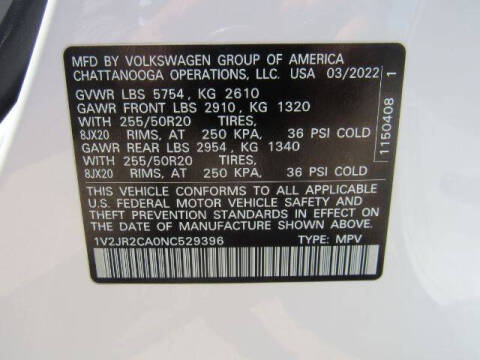 MFD BY VOLKSWAGEN GROUP OF AMERICA
CHATTANOOGA OPERATIONS, LLC. USA 03/2022
GVWR LBS 5754, KG 2610
GAWR FRONT LBS 2910, KG 1320
WITH 255/50R20 TIRES,
8JX20 RIMS, AT 250 KPA, 36 PSI COLD
GAWR REAR LBS 2954, KG 1340
WITH 255/50R20 TIRES,
8JX20 RIMS, AT 250 KPA, 36 PSI COLD
THIS VEHICLE CONFORMS TO ALL APPLICABLE
U.S. FEDERAL MOTOR VEHICLE SAFETY AND
THEFT PREVENTION STANDARDS IN EFFECT ON
THE DATE OF MANUFACTURE SHOWN ABOVE.
1V2JR2CA0NC529396 TYPE: MPV
1150408 1